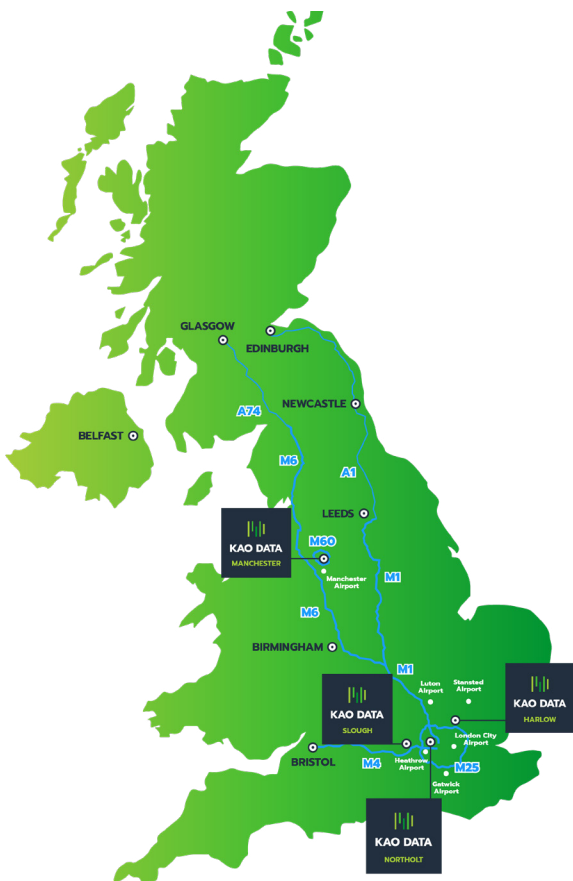 GLASGOW
EDINBURGH
A74
NEWCASTLE
BELFAST
M6
A1
LEEDS
KAO DATA
MANCHESTER
M60
Manchester
Airport
M1
M6
BIRMINGHAM
M1
Luton
Airport
Stansted
Airport
KAO DATA
HARLOW
KAO DATA
SLOUGH
London City
Airport
BRISTOL
M4
Heathrow
Airport
M25
Gatwick
Airport
KAO DATA
NORTHOLT